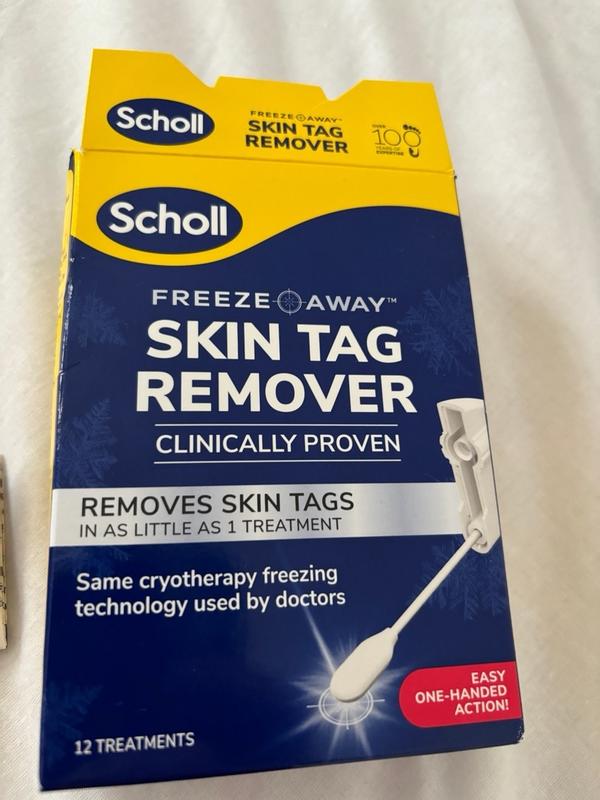 Scholl
FREEZE AWAY™
SKIN TAG
REMOVER
OVER
100
YEARS OF
EXPERTISE
Scholl
FREEZE AWAY™
SKIN TAG
REMOVER
CLINICALLY PROVEN
REMOVES SKIN TAGS
IN AS LITTLE AS 1 TREATMENT
Same cryotherapy freezing
technology used by doctors
EASY
ONE-HANDED
ACTION!
12 TREATMENTS